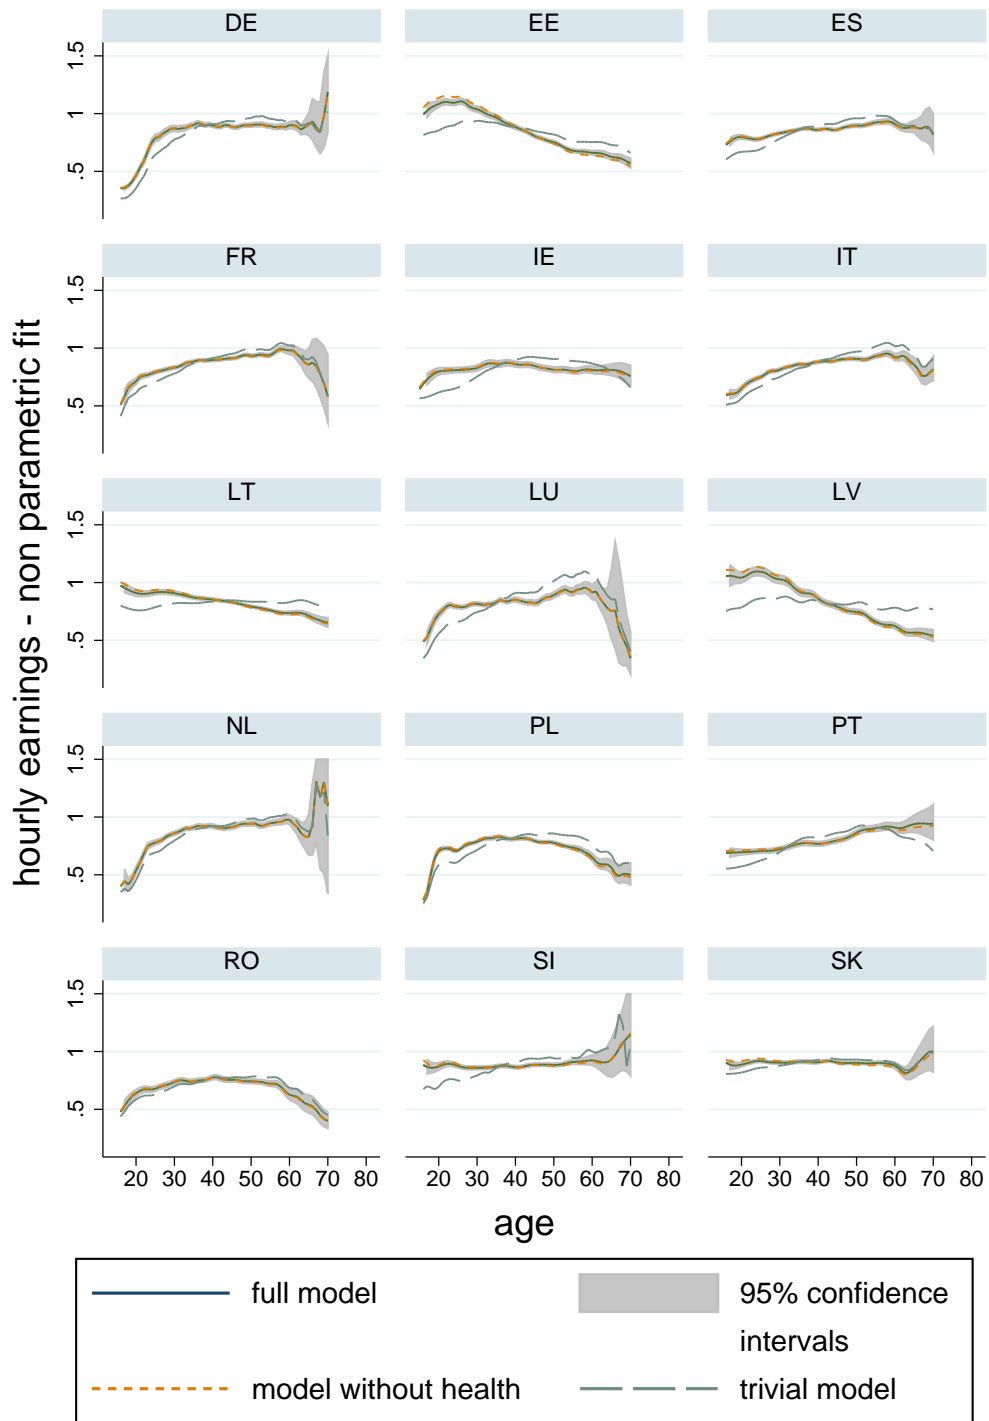 DE
EE
ES
1.5
1
.5
FR
IE
IT
1.5
1
.5
LT
LU
LV
1.5
1
.5
NL
PL
PT
1.5
1
.5
RO
SI
SK
1.5
1
.5
hourly earnings - non parametric fit
20 30 40 50 60 70 80
20 30 40 50 60 70 80
20 30 40 50 60 70 80
age
full model
95% confidence
intervals
model without health
trivial model